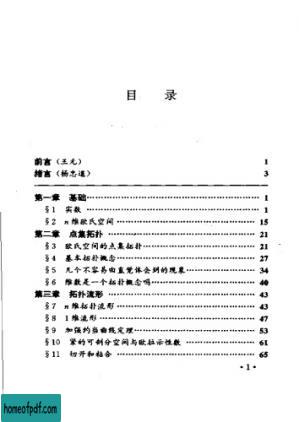 目 录
前言(王元) 1
绪言(杨忠道) 3
第一章 基础 1
§1 实数 1
§2 n维欧氏空间 15
第二章 点集拓扑 21
§3 欧氏空间的点集拓扑 21
§4 基本拓扑概念 27
§5 几个不容易由直觉体会到的现象 34
§6 维数是一个拓扑概念吗 40
第三章 拓扑流形 43
§7 n维拓扑流形 43
§8 1维流形 47
§9 加强约当曲线定理 53
§10 紧的可剖分空间与欧拉示性数 61
§11 切开和粘合 65
·1·
homeofpdf.com